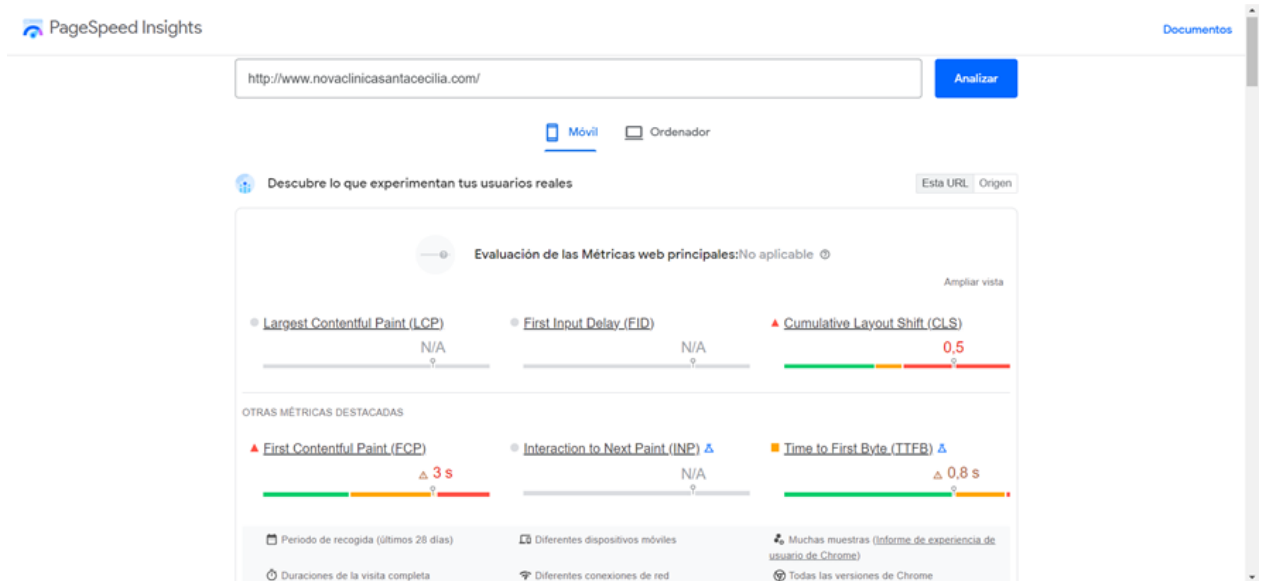 PageSpeed Insights
Documentos
http://www.novaclinicasantacecilia.com/
Analizar
Móvil
Ordenador
Descubre lo que experimentan tus usuarios reales
Esta URL Origen
Evaluación de las Métricas web principales:No aplicable
Ampliar vista
Largest Contentful Paint (LCP)
N/A
First Input Delay (FID)
N/A
Cumulative Layout Shift (CLS)
0,5
OTRAS MÉTRICAS DESTACADAS
First Contentful Paint (FCP)
3 s
Interaction to Next Paint (INP)
N/A
Time to First Byte (TTFB)
0,8 s
Periodo de recogida (últimos 28 días)
Diferentes dispositivos móviles
Muchas muestras (Informe de experiencia de
usuario de Chrome)
Duraciones de la visita completa
Diferentes conexiones de red
Todas las versiones de Chrome